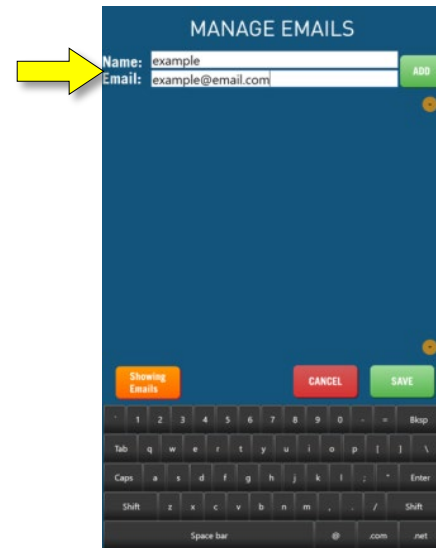 MANAGE EMAILS
Name: example
Email: example@email.com
ADD
Showing
Emails
CANCEL SAVE
` 1 2 3 4 5 6 7 8 9 0 - = Bksp
Tab q w e r t y u i o p [ ] \
Caps a s d f g h j k l ; ' Enter
Shift z x c v b n m , . / Shift
Space bar @ .com .net